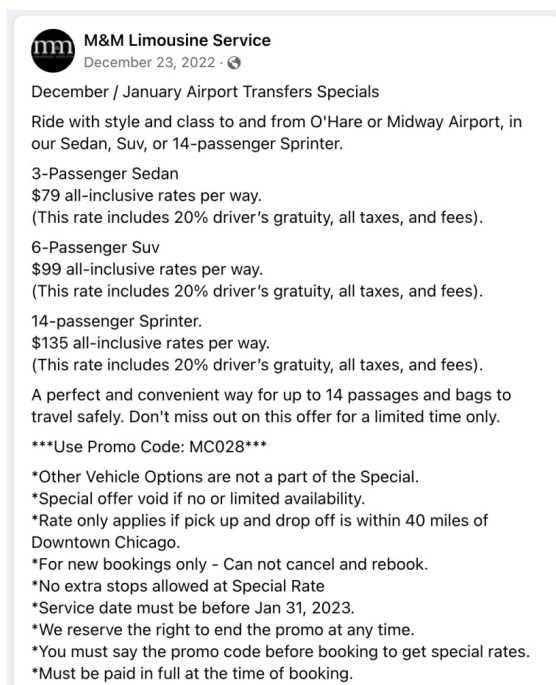 mm
M&M Limousine Service
December 23, 2022 ·
December / January Airport Transfers Specials
Ride with style and class to and from O'Hare or Midway Airport, in
our Sedan, Suv, or 14-passenger Sprinter.
3-Passenger Sedan
$79 all-inclusive rates per way.
(This rate includes 20% driver's gratuity, all taxes, and fees).
6-Passenger Suv
$99 all-inclusive rates per way.
(This rate includes 20% driver's gratuity, all taxes, and fees).
14-passenger Sprinter.
$135 all-inclusive rates per way.
(This rate includes 20% driver's gratuity, all taxes, and fees).
A perfect and convenient way for up to 14 passages and bags to
travel safely. Don't miss out on this offer for a limited time only.
***Use Promo Code: MC028***
*Other Vehicle Options are not a part of the Special.
*Special offer void if no or limited availability.
*Rate only applies if pick up and drop off is within 40 miles of
Downtown Chicago.
*For new bookings only - Can not cancel and rebook.
*No extra stops allowed at Special Rate
*Service date must be before Jan 31, 2023.
*We reserve the right to end the promo at any time.
*You must say the promo code before booking to get special rates.
*Must be paid in full at the time of booking.